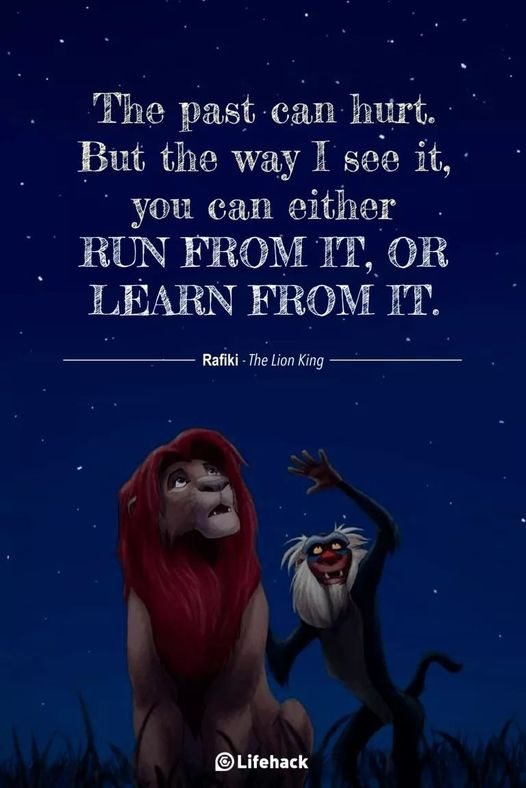 The past can hurt.
But the way I see it,
you can either
RUN FROM IT, OR
LEARN FROM IT.
Rafiki - The Lion King
Lifehack